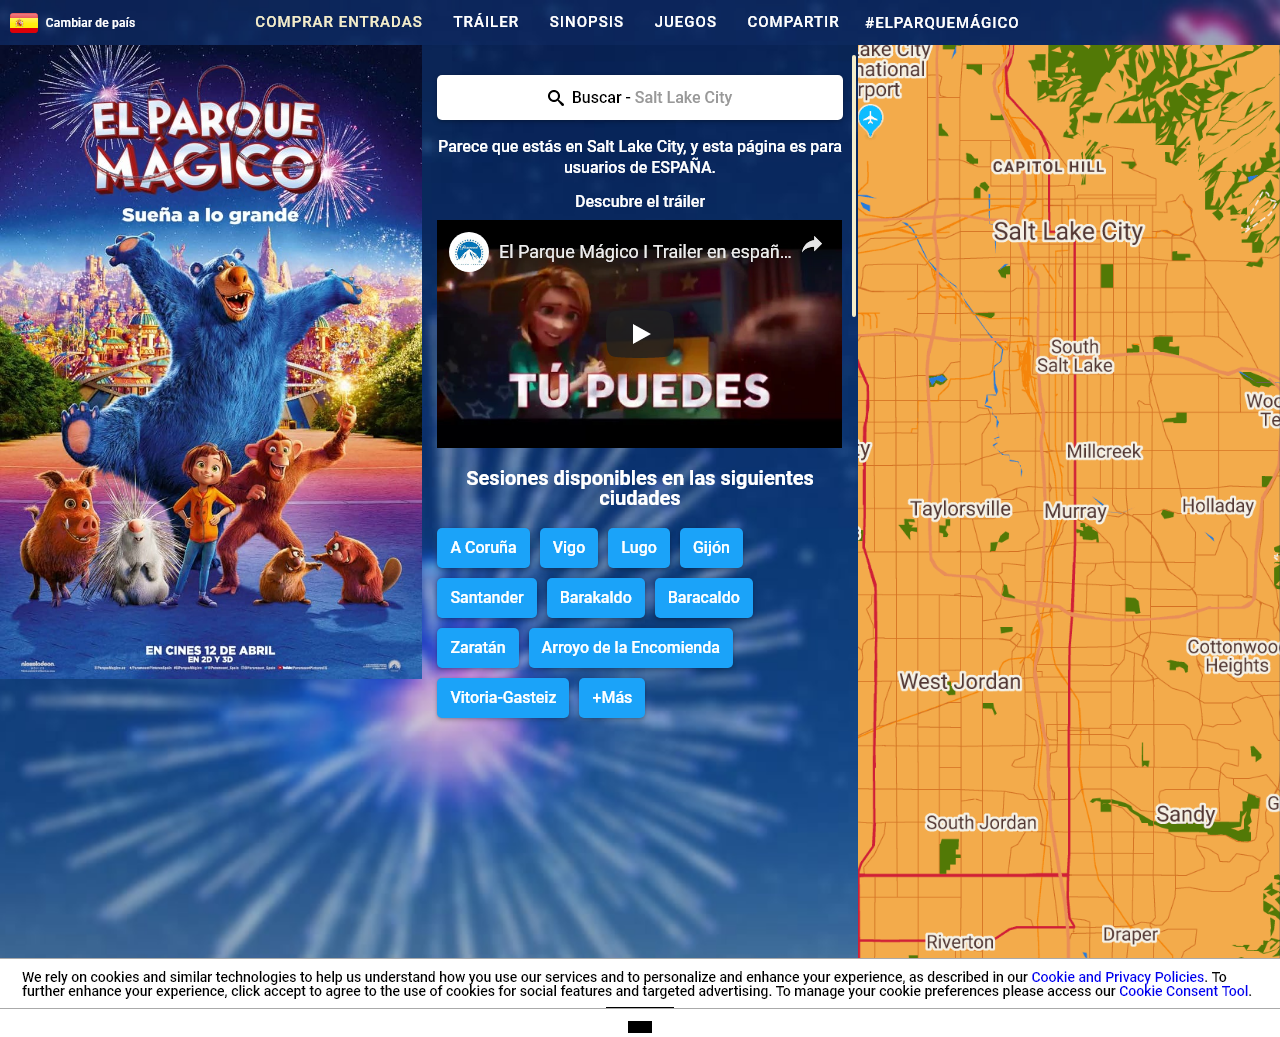 Cambiar de país
COMPRAR ENTRADAS
TRÁILER
SINOPSIS
JUEGOS
COMPARTIR
#ELPARQUEMÁGICO
EL PARQUE
MÁGICO
Sueña a lo grande
EN CINES 12 DE ABRIL
EN 2D Y 3D
nickelodeon
Buscar - Salt Lake City
Parece que estás en Salt Lake City, y esta página es para
usuarios de ESPAÑA.
Descubre el tráiler
El Parque Mágico I Trailer en españ...
TÚ PUEDES
Sesiones disponibles en las siguientes
ciudades
A Coruña
Vigo
Lugo
Gijón
Santander
Barakaldo
Baracaldo
Zaratán
Arroyo de la Encomienda
Vitoria-Gasteiz
+Más
ake City
national
rport
CAPITOL HILL
Salt Lake City
South
Salt Lake
Woo
Te
Millcreek
Taylorsville
Murray
Holladay
Cottonwood
Heights
West Jordan
South Jordan
Sandy
Riverton
Draper
We rely on cookies and similar technologies to help us understand how you use our services and to personalize and enhance your experience, as described in our Cookie and Privacy Policies. To
further enhance your experience, click accept to agree to the use of cookies for social features and targeted advertising. To manage your cookie preferences please access our Cookie Consent Tool.